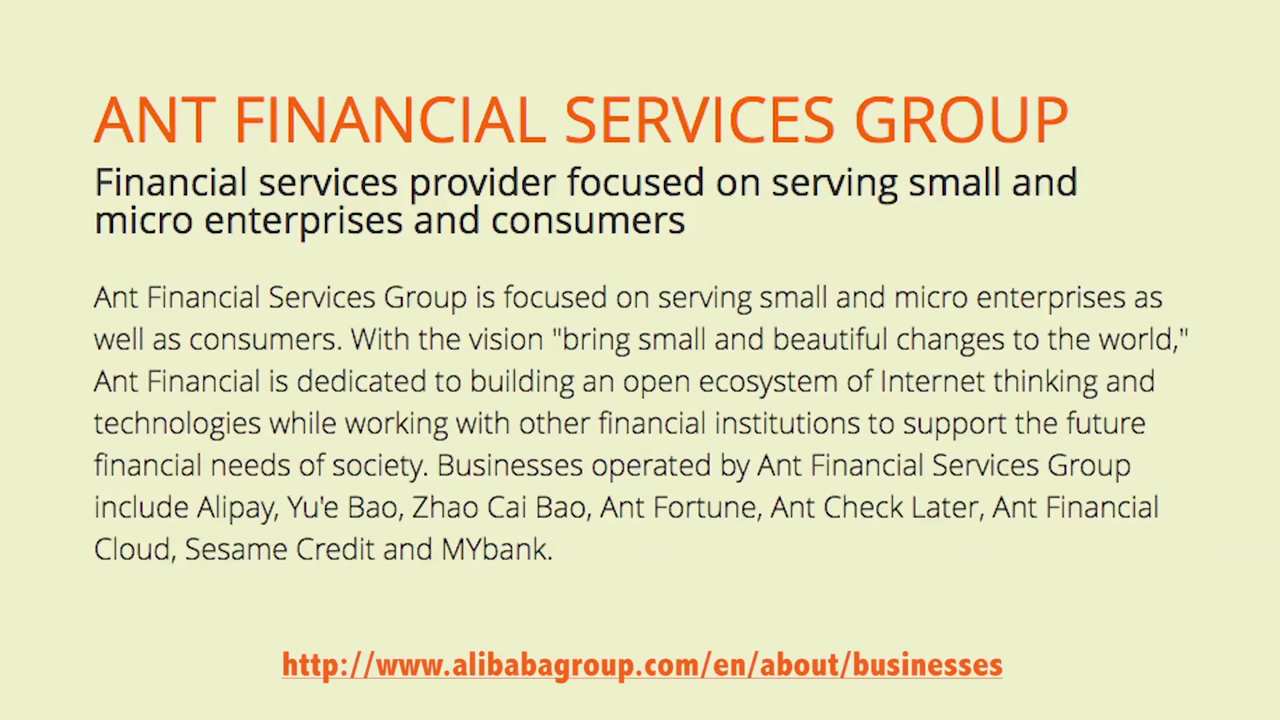 ANT FINANCIAL SERVICES GROUP
Financial services provider focused on serving small and
micro enterprises and consumers
Ant Financial Services Group is focused on serving small and micro enterprises as
well as consumers. With the vision "bring small and beautiful changes to the world,"
Ant Financial is dedicated to building an open ecosystem of Internet thinking and
technologies while working with other financial institutions to support the future
financial needs of society. Businesses operated by Ant Financial Services Group
include Alipay, Yu'e Bao, Zhao Cai Bao, Ant Fortune, Ant Check Later, Ant Financial
Cloud, Sesame Credit and MYbank.
http://www.alibabagroup.com/en/about/businesses